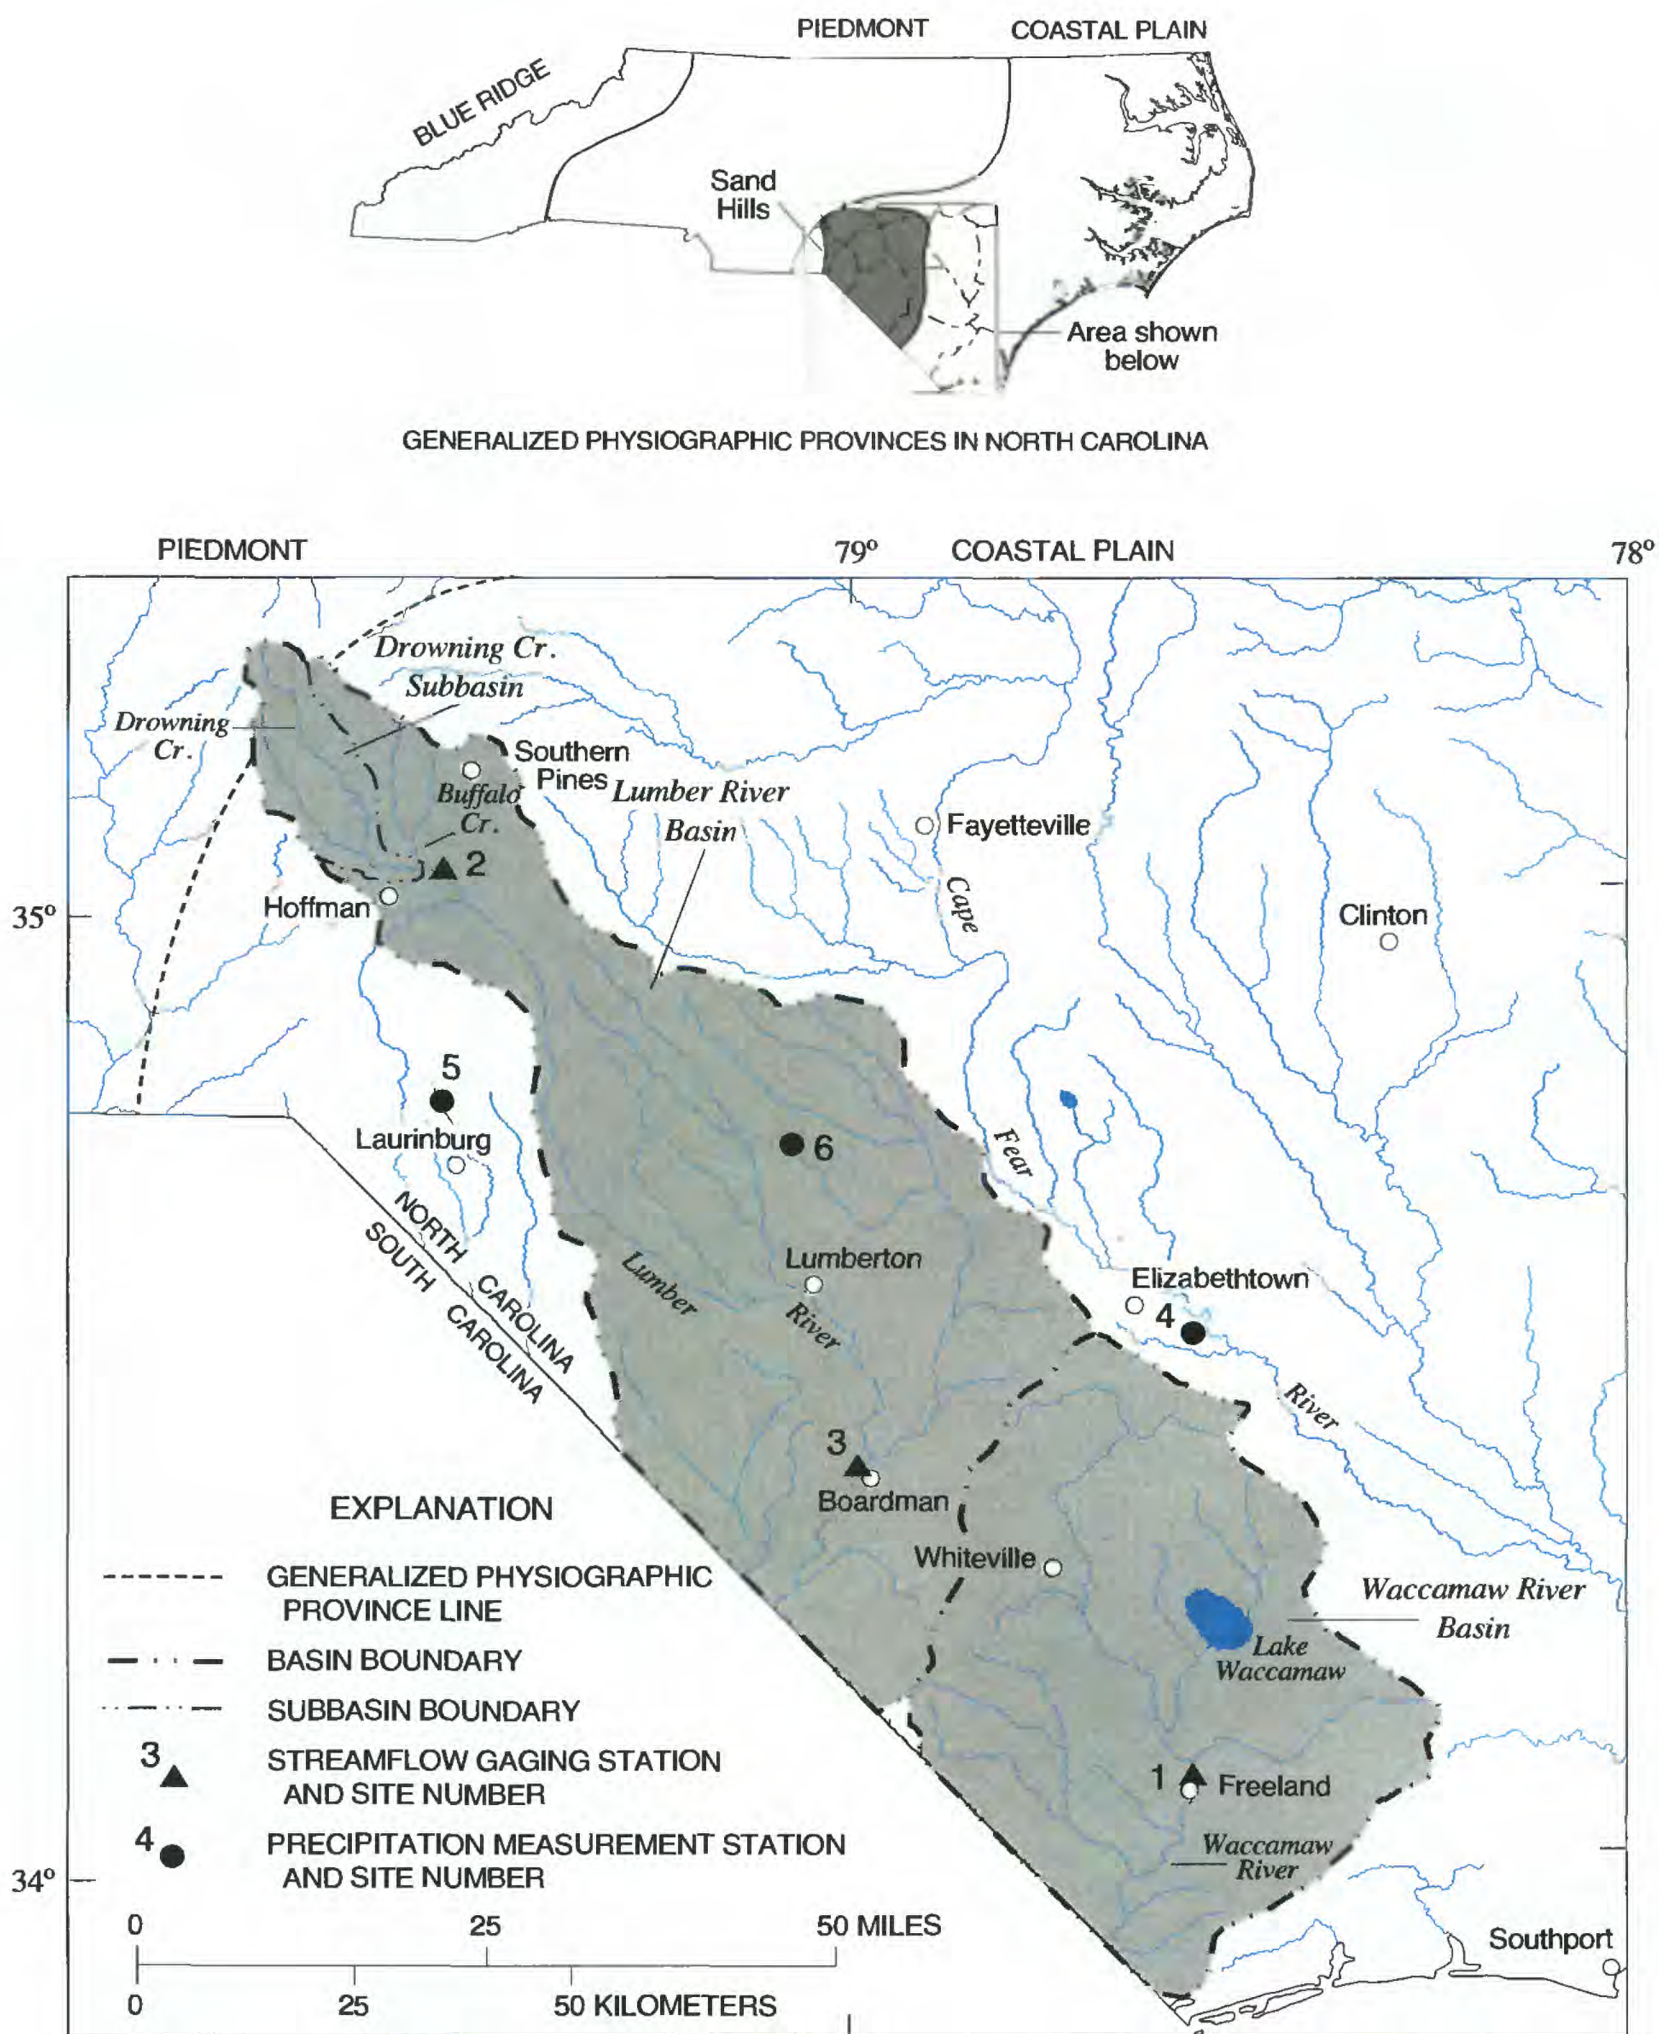 PIEDMONT
COASTAL PLAIN
BLUE RIDGE
Sand
Hills
Area shown
below
GENERALIZED PHYSIOGRAPHIC PROVINCES IN NORTH CAROLINA
PIEDMONT
79°
COASTAL PLAIN
78°
Drowning Cr.
Subbasin
Drowning
Cr.
Southern
Pines
Buffalo
Cr.
Lumber River
Basin
Fayetteville
2
Hoffman
35°
Cape
Clinton
5
Laurinburg
6
Fear
NORTH CAROLINA
SOUTH CAROLINA
Lumber
Lumberton
River
Elizabethtown
4
River
3
Boardman
Whiteville
Waccamaw River
Basin
Lake
Waccamaw
1
Freeland
Waccamaw
River
Southport
EXPLANATION
GENERALIZED PHYSIOGRAPHIC
PROVINCE LINE
BASIN BOUNDARY
SUBBASIN BOUNDARY
3
STREAMFLOW GAGING STATION
AND SITE NUMBER
4
PRECIPITATION MEASUREMENT STATION
AND SITE NUMBER
34°
0 25 50 MILES
0 25 50 KILOMETERS